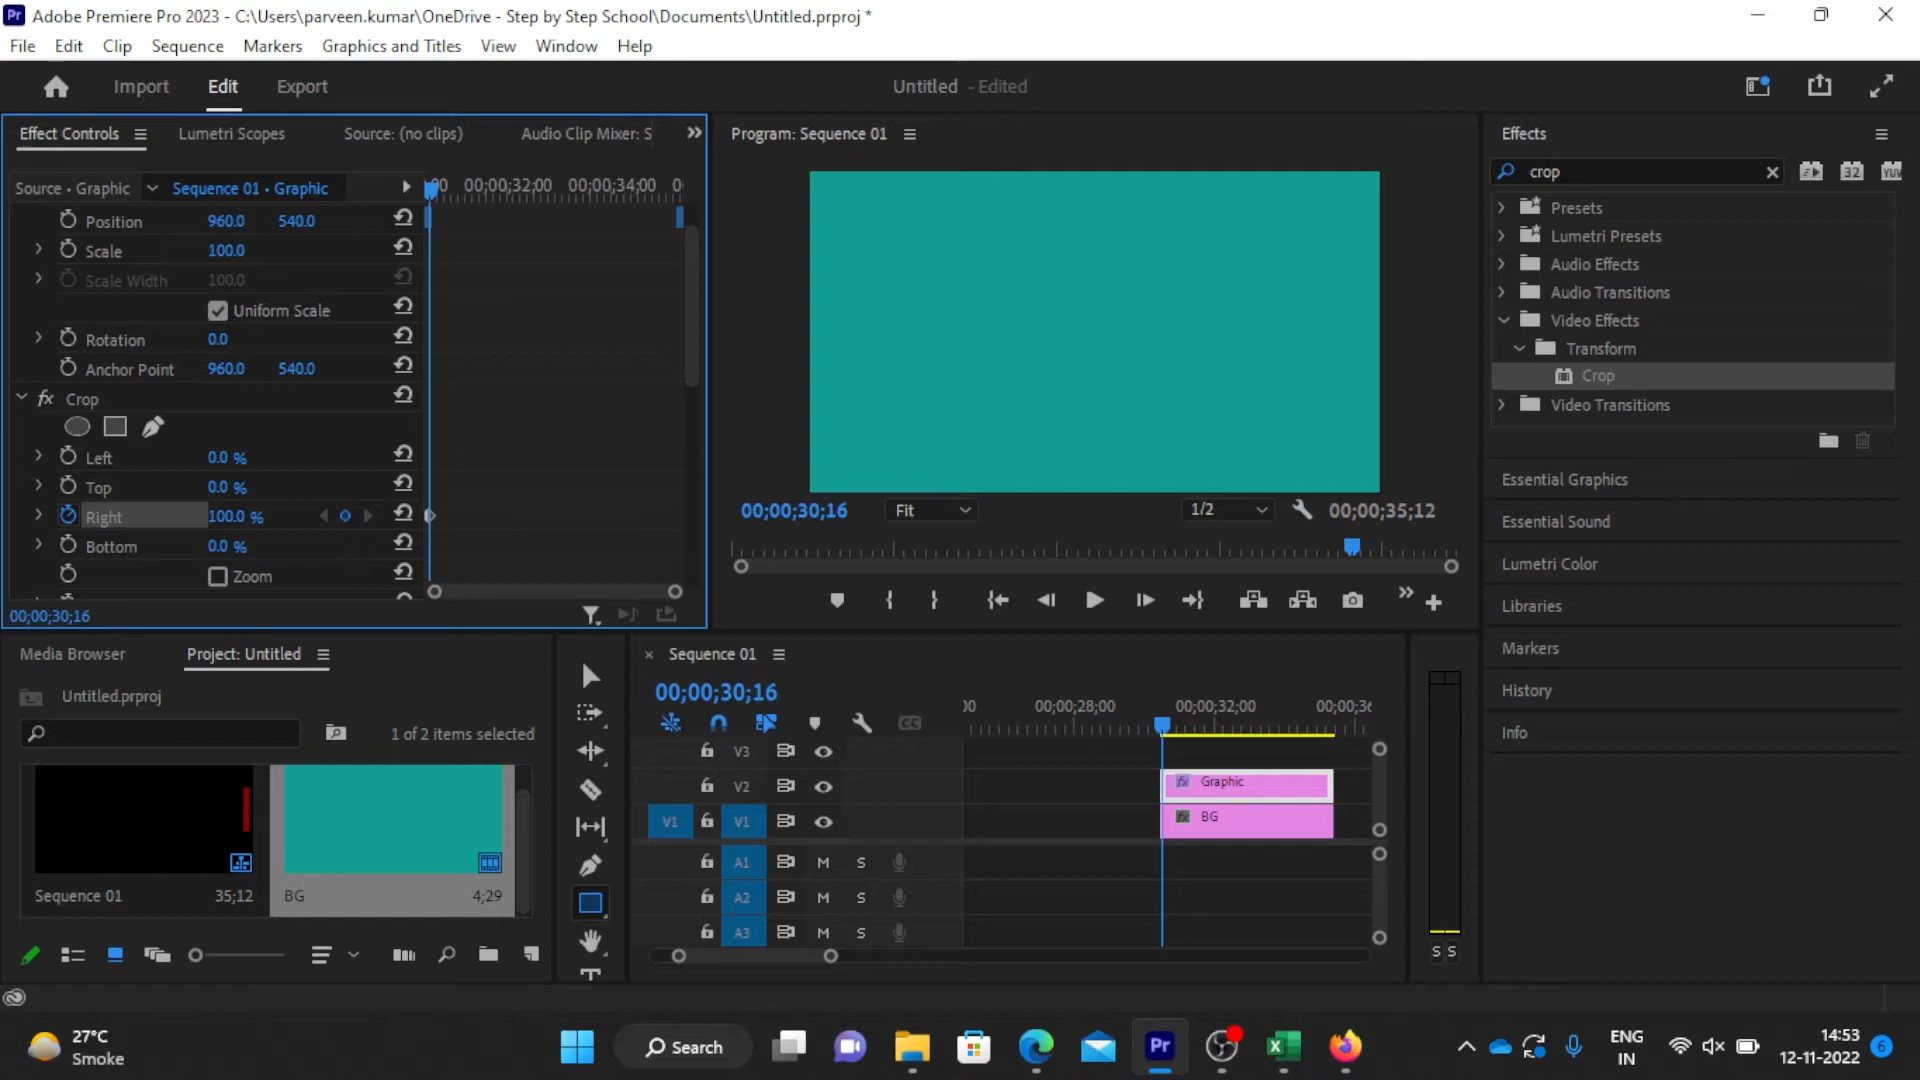 Pr Adobe Premiere Pro 2023 - C:\Users\parveen.kumar\OneDrive - Step by Step School\Documents\Untitled.prproj *
File Edit Clip Sequence Markers Graphics and Titles View Window Help
Import Edit Export
Untitled - Edited
Effect Controls Lumetri Scopes Source: (no clips) Audio Clip Mixer: S
Source • Graphic Sequence 01 • Graphic
00 00;00;32;00 00;00;34;00 0
Position 960.0 540.0
Scale 100.0
Scale Width 100.0
Uniform Scale
Rotation 0.0
Anchor Point 960.0 540.0
fx Crop
Left 0.0 %
Top 0.0 %
Right 100.0 %
Bottom 0.0 %
Zoom
00;00;30;16
Program: Sequence 01
00;00;30;16 Fit 1/2 00;00;35;12
Effects
crop
32 YUV
Presets
Lumetri Presets
Audio Effects
Audio Transitions
Video Effects
Transform
Crop
Video Transitions
Essential Graphics
Essential Sound
Lumetri Color
Libraries
Markers
History
Info
Media Browser Project: Untitled
Untitled.prproj
1 of 2 items selected
Sequence 01 35;12
BG 4;29
× Sequence 01
00;00;30;16
00 00;00;28;00 00;00;32;00 00;00;36
CC
V3
V2
fx Graphic
V1 V1
fx BG
A1 M S
A2 M S
A3 M S
S S
27°C
Smoke
Search
Pr
X
ENG
IN
14:53
12-11-2022
6